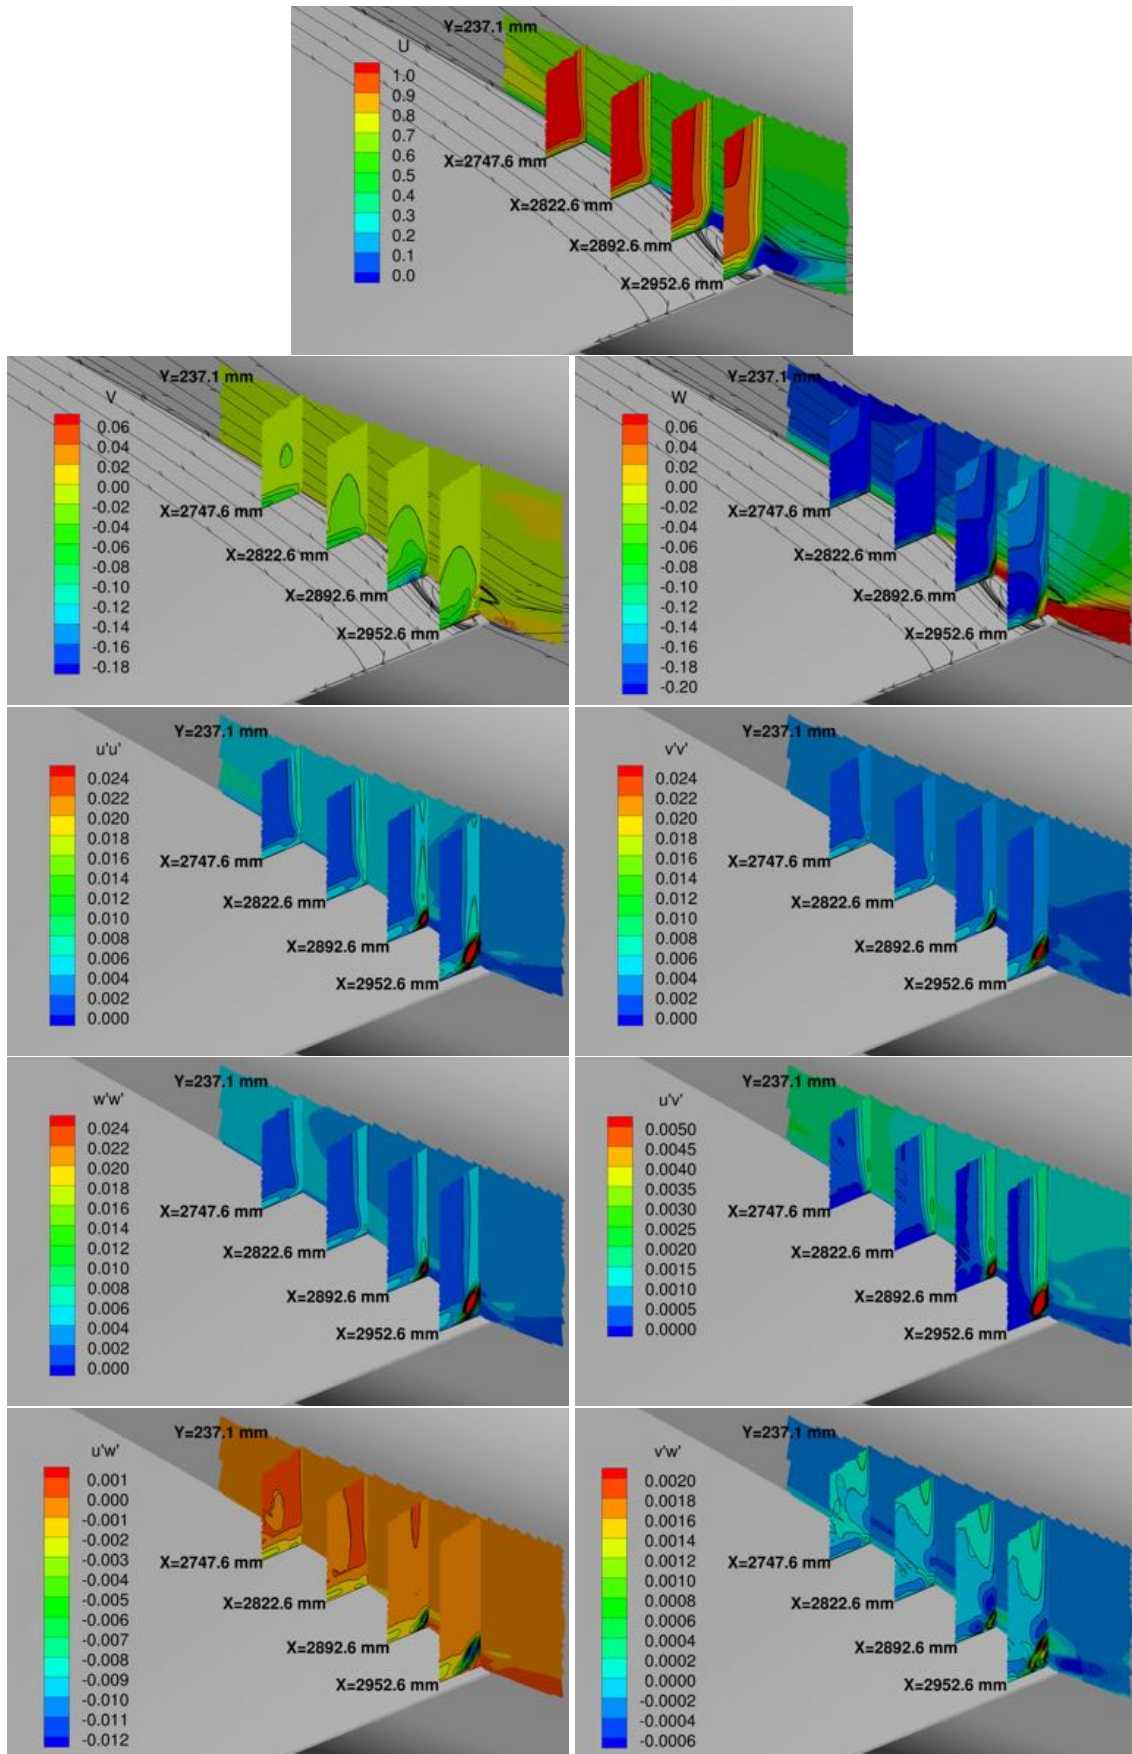 Y=237.1 mm
U
1.0
0.9
0.8
0.7
0.6
0.5
0.4
0.3
0.2
0.1
0.0
X=2747.6 mm
X=2822.6 mm
X=2892.6 mm
X=2952.6 mm
Y=237.1 mm
V
0.06
0.04
0.02
0.00
-0.02
-0.04
-0.06
-0.08
-0.10
-0.12
-0.14
-0.16
-0.18
X=2747.6 mm
X=2822.6 mm
X=2892.6 mm
X=2952.6 mm
Y=237.1 mm
W
0.06
0.04
0.02
0.00
-0.02
-0.04
-0.06
-0.08
-0.10
-0.12
-0.14
-0.16
-0.18
-0.20
X=2747.6 mm
X=2822.6 mm
X=2892.6 mm
X=2952.6 mm
Y=237.1 mm
u'u'
0.024
0.022
0.020
0.018
0.016
0.014
0.012
0.010
0.008
0.006
0.004
0.002
0.000
X=2747.6 mm
X=2822.6 mm
X=2892.6 mm
X=2952.6 mm
Y=237.1 mm
v'v'
0.024
0.022
0.020
0.018
0.016
0.014
0.012
0.010
0.008
0.006
0.004
0.002
0.000
X=2747.6 mm
X=2822.6 mm
X=2892.6 mm
X=2952.6 mm
Y=237.1 mm
w'w'
0.024
0.022
0.020
0.018
0.016
0.014
0.012
0.010
0.008
0.006
0.004
0.002
0.000
X=2747.6 mm
X=2822.6 mm
X=2892.6 mm
X=2952.6 mm
Y=237.1 mm
u'v'
0.0050
0.0045
0.0040
0.0035
0.0030
0.0025
0.0020
0.0015
0.0010
0.0005
0.0000
X=2747.6 mm
X=2822.6 mm
X=2892.6 mm
X=2952.6 mm
Y=237.1 mm
u'w'
0.001
0.000
-0.001
-0.002
-0.003
-0.004
-0.005
-0.006
-0.007
-0.008
-0.009
-0.010
-0.011
-0.012
X=2747.6 mm
X=2822.6 mm
X=2892.6 mm
X=2952.6 mm
Y=237.1 mm
v'w'
0.0020
0.0018
0.0016
0.0014
0.0012
0.0010
0.0008
0.0006
0.0004
0.0002
0.0000
-0.0002
-0.0004
-0.0006
X=2747.6 mm
X=2822.6 mm
X=2892.6 mm
X=2952.6 mm